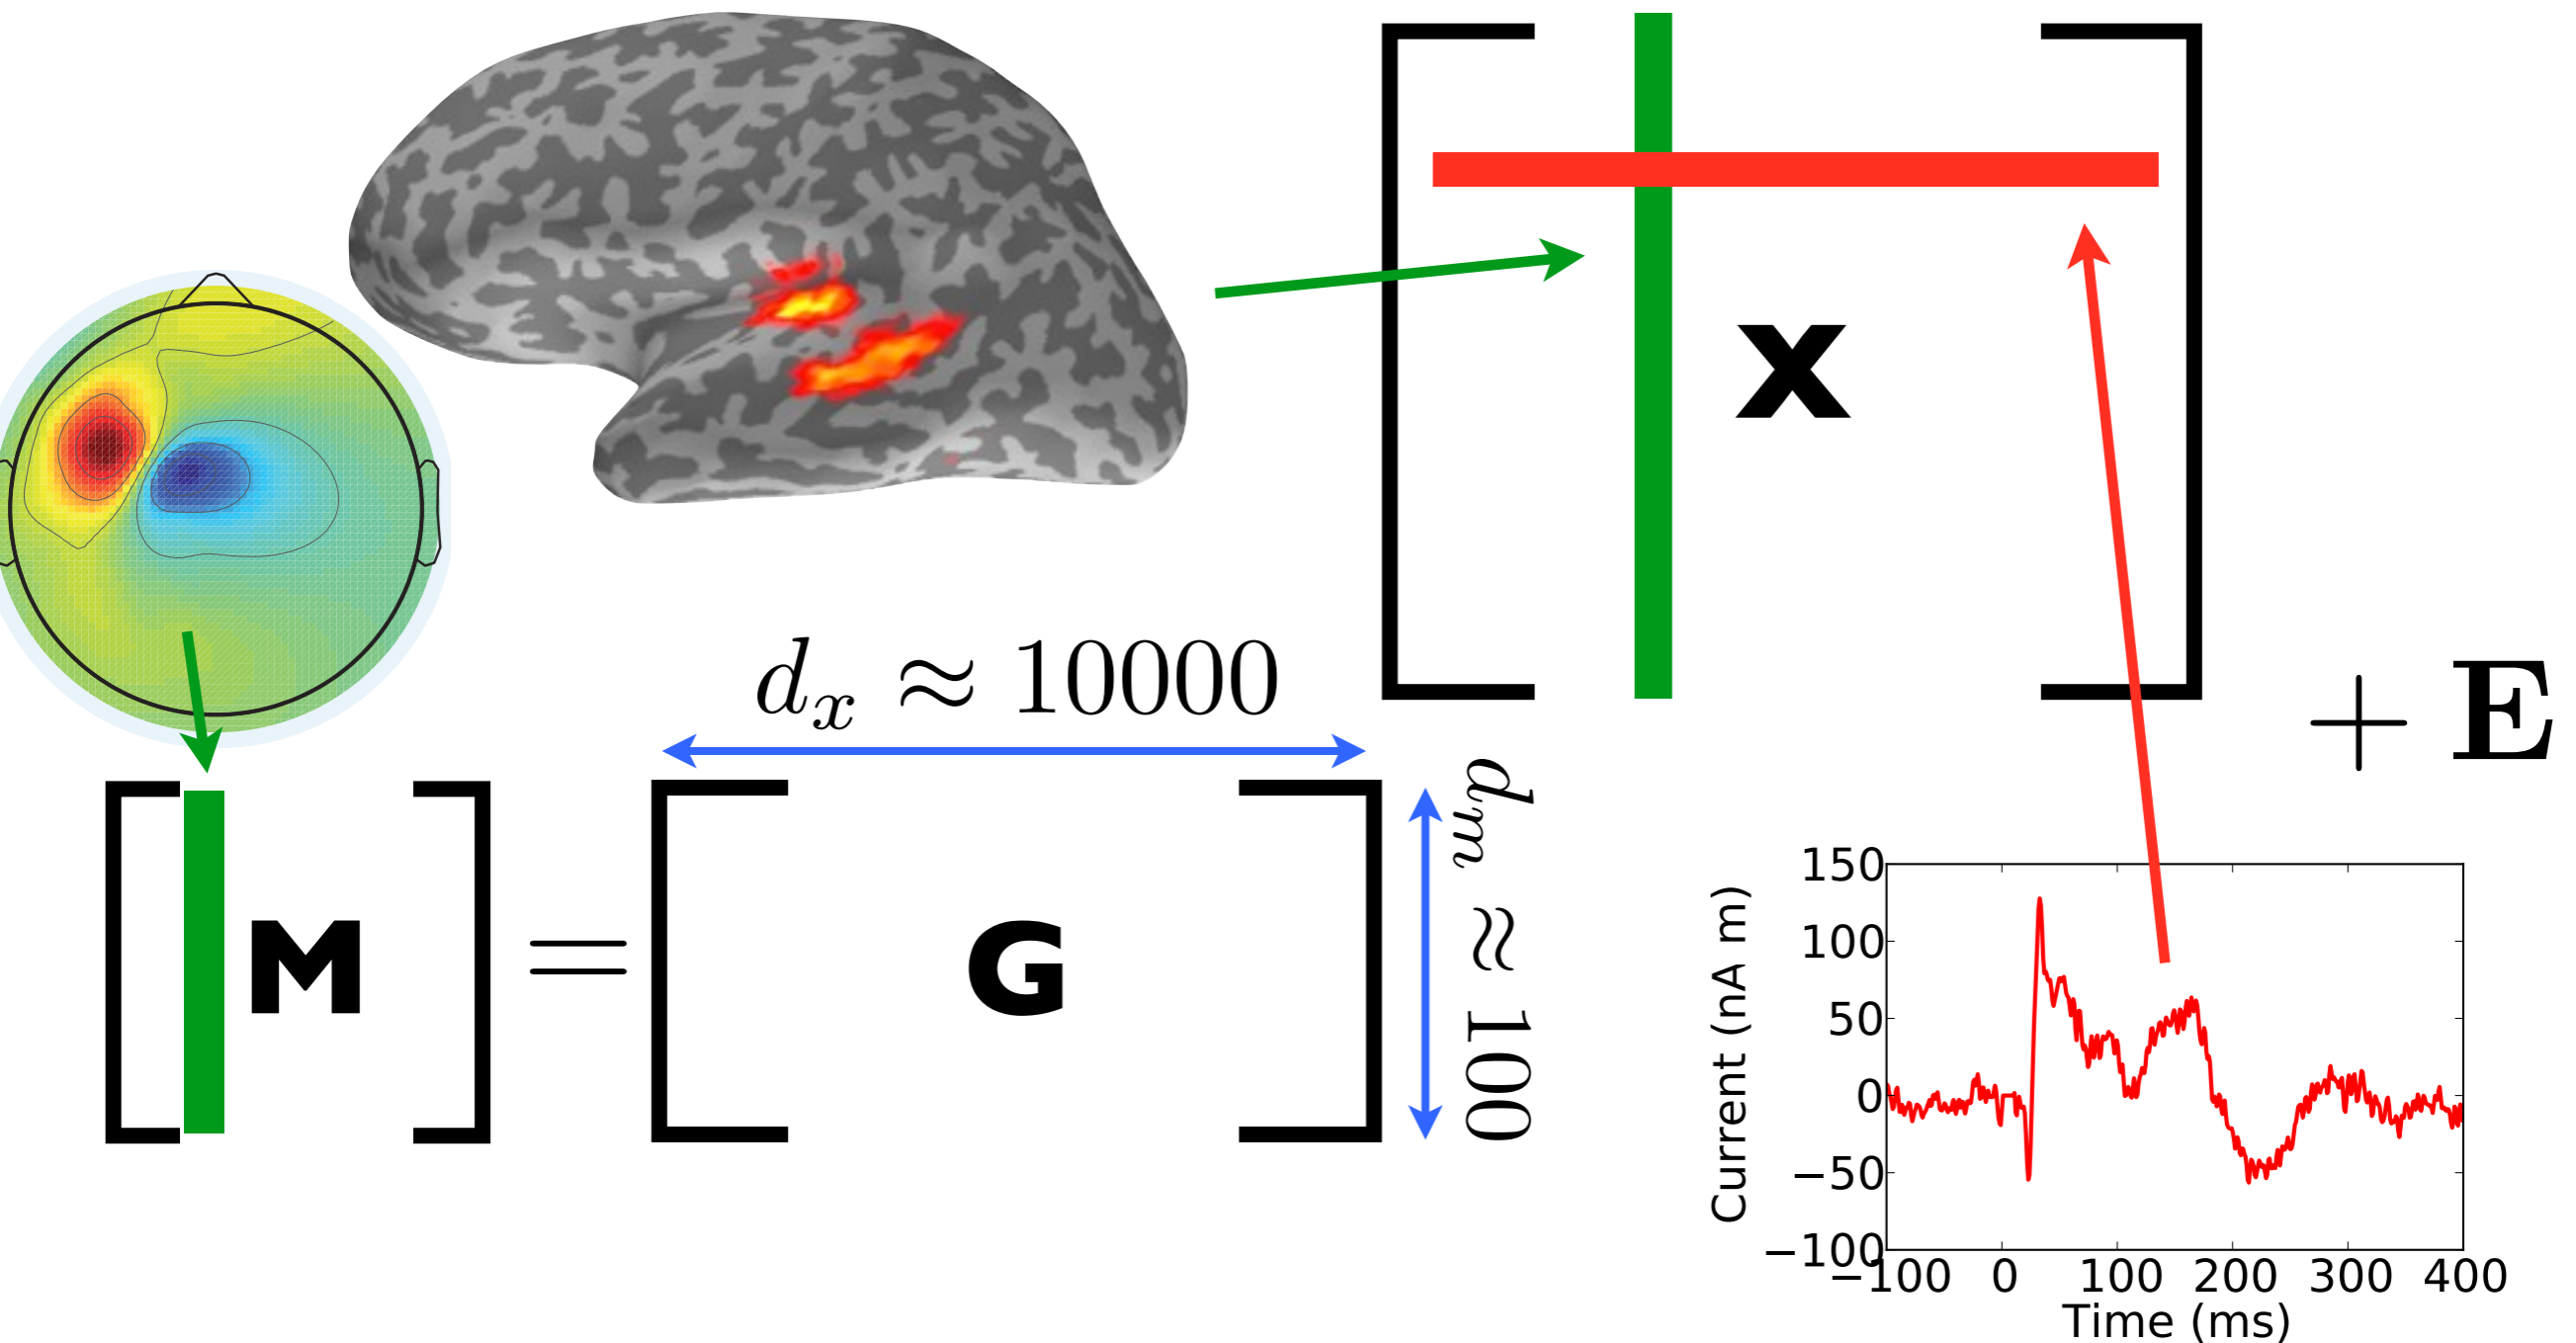 X
d_x ≈ 10000
+ E
M = G
d_m ≈ 100
150
100
50
0
−50
−100
Current (nA m)
−100 0 100 200 300 400
Time (ms)